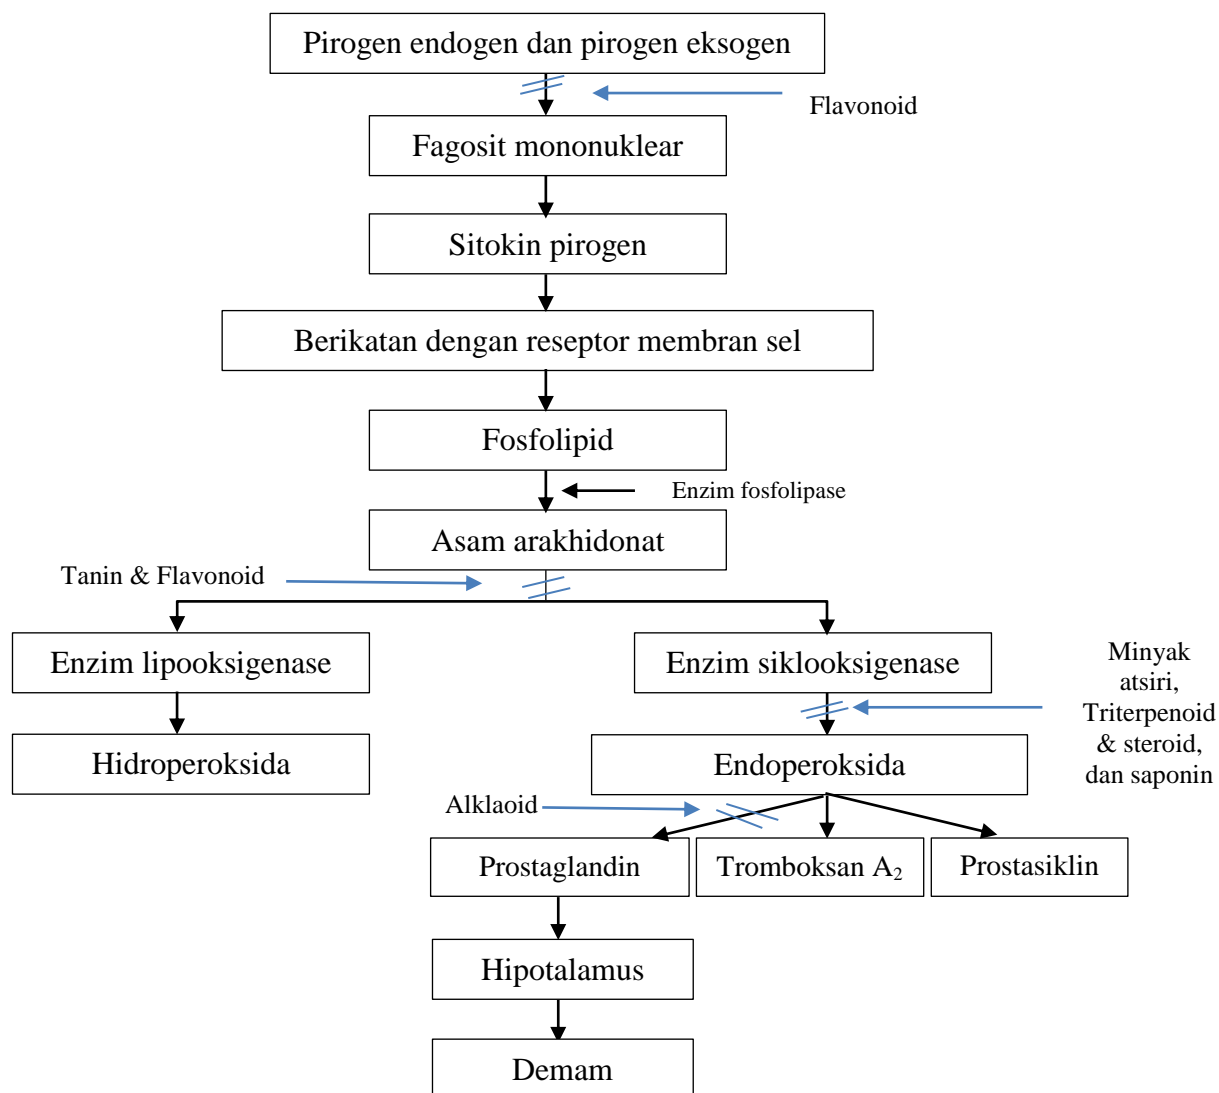 Pirogen endogen dan pirogen eksogen
Flavonoid
Fagosit mononuklear
Sitokin pirogen
Berikatan dengan reseptor membran sel
Fosfolipid
Enzim fosfolipase
Asam arakhidonat
Tanin & Flavonoid
Enzim lipooksigenase
Enzim siklooksigenase
Minyak
atsiri,
Triterpenoid
& steroid,
dan saponin
Hidroperoksida
Endoperoksida
Alklaoid
Prostaglandin
Tromboksan A₂
Prostasiklin
Hipotalamus
Demam